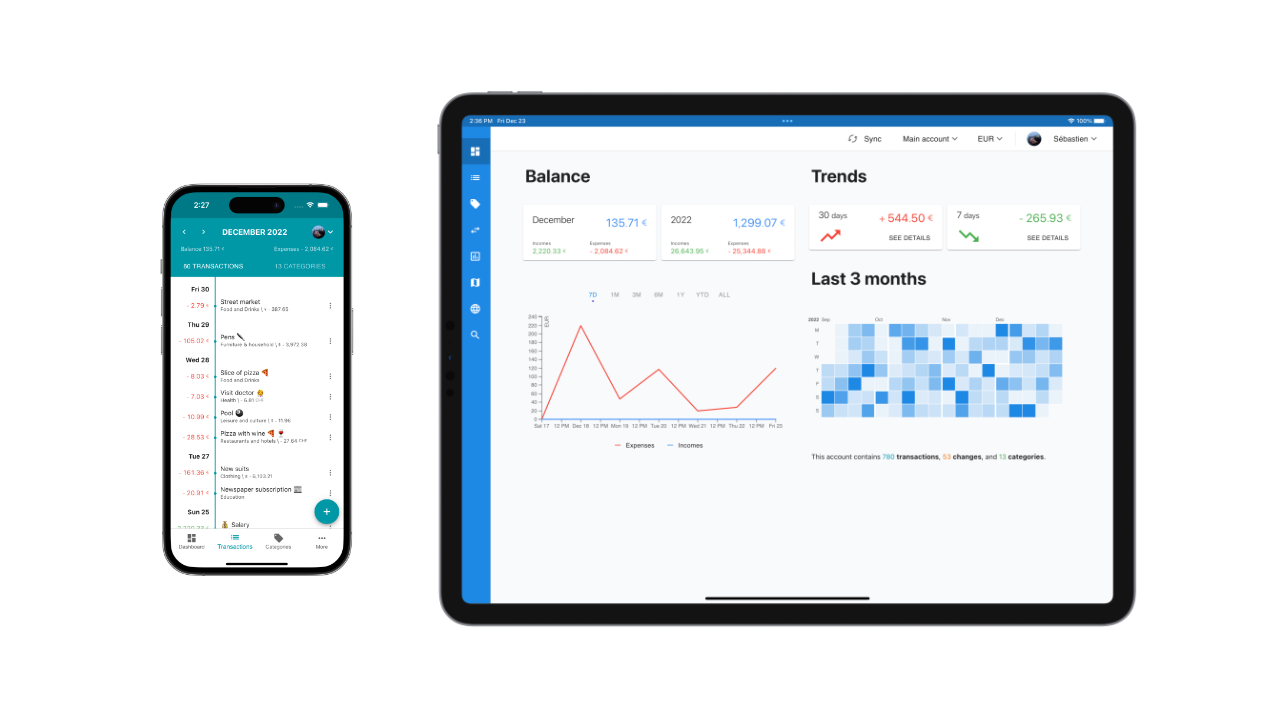 2:27
DECEMBER 2022
Balance 135.71 €
Expenses - 2,084.62 €
60 TRANSACTIONS
13 CATEGORIES
Fri 30
- 2.79 €
Street market
Food and Drinks \ 
Thu 29
- 105.02 €
Pens
Furniture & household \ - 3,972.38
Wed 28
- 8.03 €
Slice of pizza 🍕
Food and Drinks
- 7.03 €
Visit doctor
Health \ - 6.81 CHF
- 10.99 €
Pool 🎱
Leisure and culture \ - 11.96
- 28.53 €
Pizza with wine 🍕 🍷
Restaurants and hotels \ - 27.64 CHF
Tue 27
- 161.36 €
New suits
Clothing \ 
- 20.91 €
Newspaper subscription 📰
Education
Sun 25
💰 Salary
+
Dashboard
Transactions
Categories
More
2:36 PM Fri Dec 23
100%
Sync
Main account
EUR
Sébastien
Balance
December
135.71 €
Incomes
2,220.33 €
Expenses
- 2,084.62 €
2022
1,299.07 €
Incomes
26,643.95 €
Expenses
- 25,344.88 €
7D 1M 3M 6M 1Y YTD ALL
EUR
240
220
200
180
160
140
120
100
80
60
40
20
0
Sat 17 12 PM Dec 18 12 PM Mon 19 12 PM Tue 20 12 PM Wed 21 12 PM Thu 22 12 PM Fri 23
Expenses
Incomes
Trends
30 days
+ 544.50 €
SEE DETAILS
7 days
- 265.93 €
SEE DETAILS
Last 3 months
2022 Sep Oct Nov Dec
M
T
W
T
F
S
S
This account contains 780 transactions, 53 changes, and 13 categories.